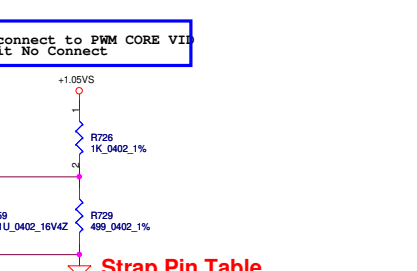 connect to PWM CORE VID
it No Connect
+1.05VS
1
R726
1K_0402_1%
2
R729
499_0402_1%
1U_0402_16V4Z
Strap Pin Table